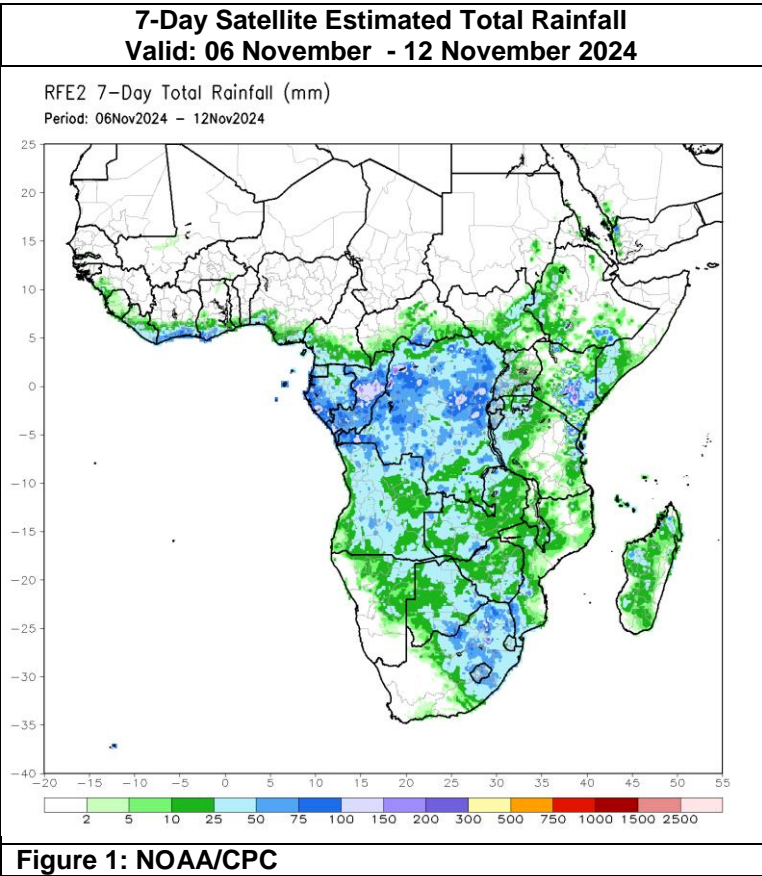 7-Day Satellite Estimated Total Rainfall
Valid: 06 November - 12 November 2024
RFE2 7-Day Total Rainfall (mm)
Period: 06Nov2024 – 12Nov2024
25
20
15
10
5
0
-5
-10
-15
-20
-25
-30
-35
-40
-20 -15 -10 -5 0 5 10 15 20 25 30 35 40 45 50 55
2 5 10 25 50 75 100 150 200 300 500 750 1000 1500 2500
Figure 1: NOAA/CPC